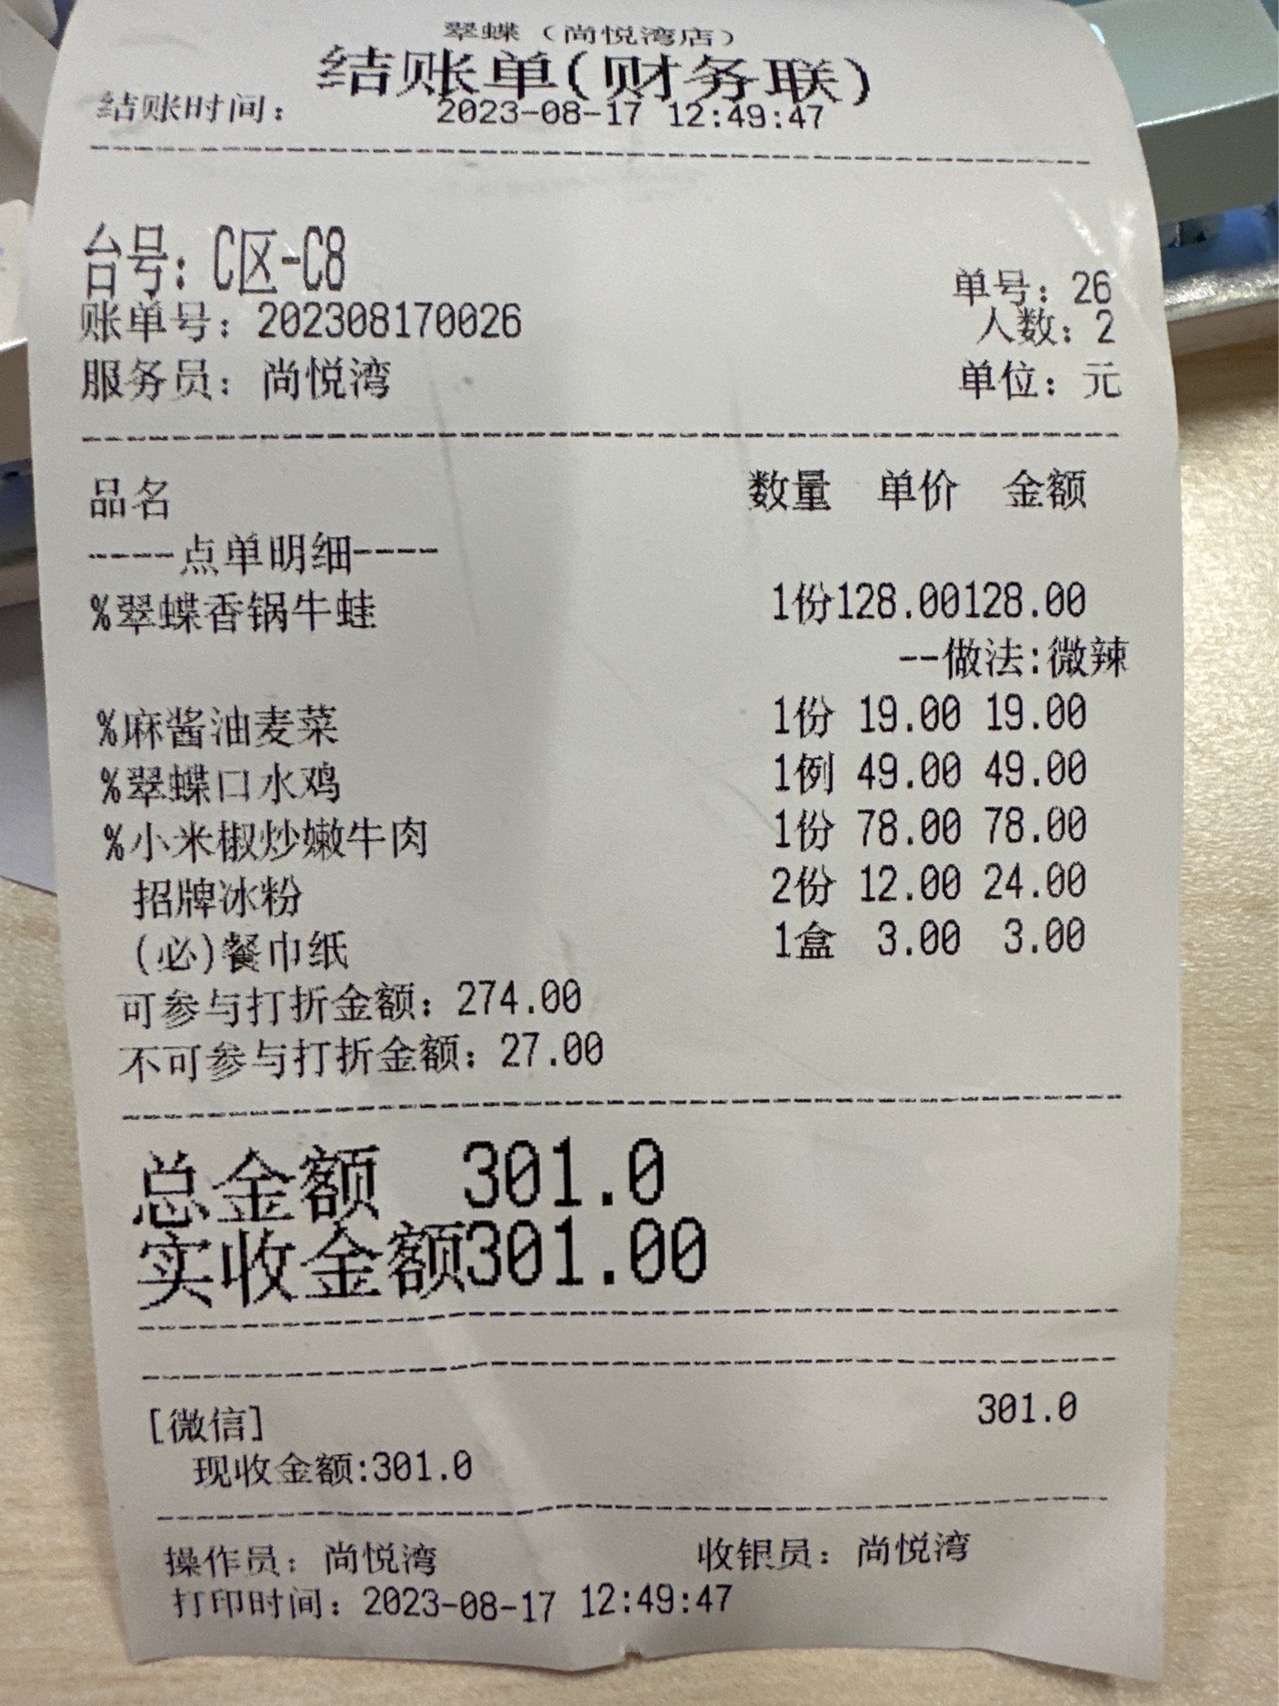 翠蝶（尚悦湾店）
结账单(财务联)
结账时间： 2023-08-17 12:49:47
台号：C区-C8
单号：26
账单号：202308170026
人数：2
服务员：尚悦湾 单位：元
品名 数量 单价 金额
-----点单明细----
%翠蝶香锅牛蛙 1份128.00128.00
--做法:微辣
%麻酱油麦菜 1份 19.00 19.00
%翠蝶口水鸡 1例 49.00 49.00
%小米椒炒嫩牛肉 1份 78.00 78.00
招牌冰粉 2份 12.00 24.00
(必)餐巾纸 1盒 3.00 3.00
可参与打折金额：274.00
不可参与打折金额：27.00
总金额 301.0
实收金额301.00
[微信] 301.0
现收金额:301.0
操作员：尚悦湾 收银员：尚悦湾
打印时间：2023-08-17 12:49:47